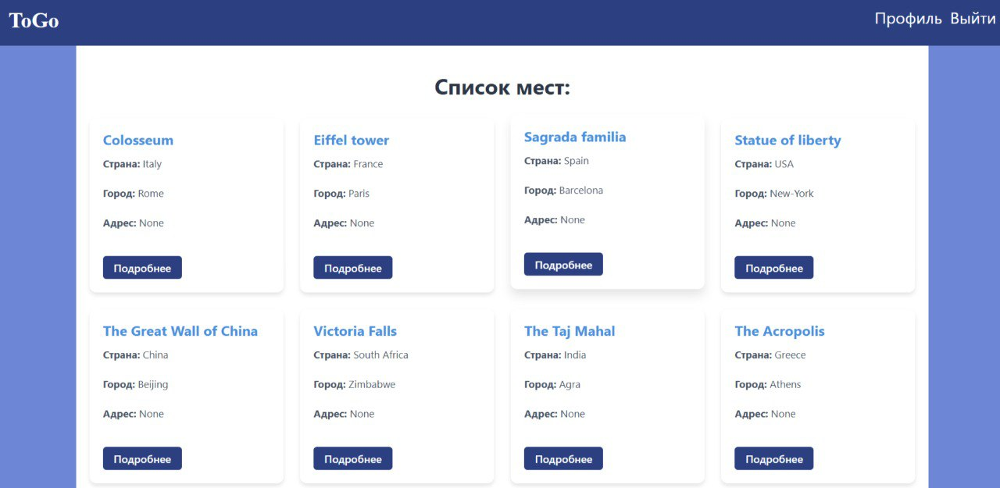 ToGo
Профиль Выйти
Список мест:
Colosseum
Страна: Italy
Город: Rome
Адрес: None
Подробнее
Eiffel tower
Страна: France
Город: Paris
Адрес: None
Подробнее
Sagrada familia
Страна: Spain
Город: Barcelona
Адрес: None
Подробнее
Statue of liberty
Страна: USA
Город: New-York
Адрес: None
Подробнее
The Great Wall of China
Страна: China
Город: Beijing
Адрес: None
Подробнее
Victoria Falls
Страна: South Africa
Город: Zimbabwe
Адрес: None
Подробнее
The Taj Mahal
Страна: India
Город: Agra
Адрес: None
Подробнее
The Acropolis
Страна: Greece
Город: Athens
Адрес: None
Подробнее